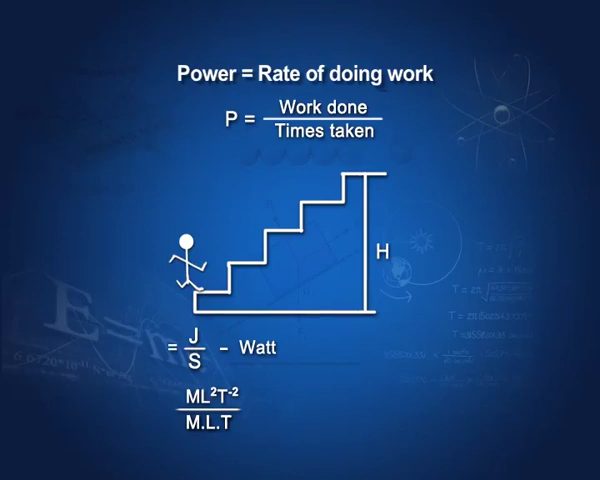 Power = Rate of doing work
P = Work done
Times taken
H
= J
S - Watt
ML²T⁻²
M.L.T